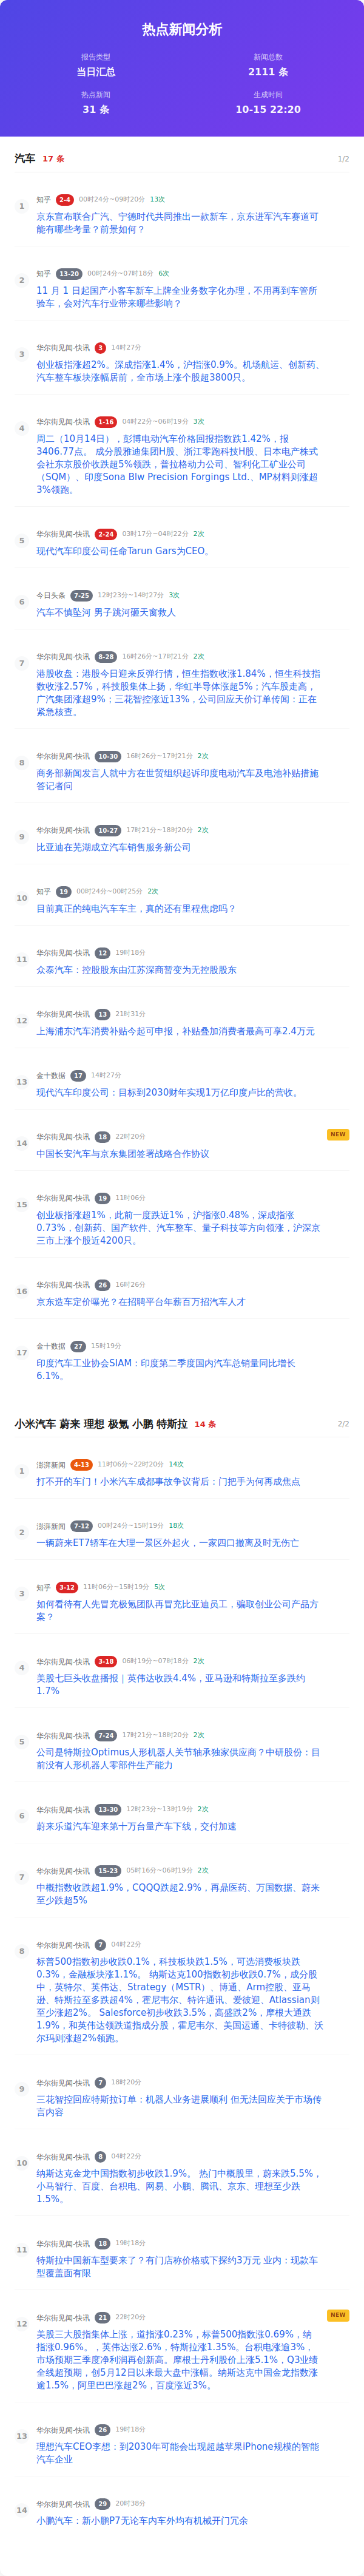 热点新闻分析
报告类型
当日汇总
新闻总数
2111 条
热点新闻
31 条
生成时间
10-15 22:20
汽车 17 条 1/2
1
知乎 2-4 00时24分~09时20分 13次
京东宣布联合广汽、宁德时代共同推出一款新车，京东进军汽车赛道可
能有哪些考量？前景如何？
2
知乎 13-20 00时24分~07时18分 6次
11 月 1 日起国产小客车新车上牌全业务数字化办理，不用再到车管所
验车，会对汽车行业带来哪些影响？
3
华尔街见闻-快讯 3 14时27分
创业板指涨超2%。深成指涨1.4%，沪指涨0.9%。机场航运、创新药、
汽车整车板块涨幅居前，全市场上涨个股超3800只。
4
华尔街见闻-快讯 1-16 04时22分~06时19分 3次
周二（10月14日），彭博电动汽车价格回报指数跌1.42%，报
3406.77点。 成分股雅迪集团H股、浙江零跑科技H股、日本电产株式
会社东京股价收跌超5%领跌，普拉格动力公司、智利化工矿业公司
（SQM）、印度Sona Blw Precision Forgings Ltd.、MP材料则涨超
3%领跑。
5
华尔街见闻-快讯 2-24 03时17分~04时22分 2次
现代汽车印度公司任命Tarun Gars为CEO。
6
今日头条 7-25 12时23分~14时27分 3次
汽车不慎坠河 男子跳河砸天窗救人
7
华尔街见闻-快讯 8-28 16时26分~17时21分 2次
港股收盘：港股今日迎来反弹行情，恒生指数收涨1.84%，恒生科技指
数收涨2.57%，科技股集体上扬，华虹半导体涨超5%；汽车股走高，
广汽集团涨超9%；三花智控涨近13%，公司回应天价订单传闻：正在
紧急核查。
8
华尔街见闻-快讯 10-30 16时26分~17时21分 2次
商务部新闻发言人就中方在世贸组织起诉印度电动汽车及电池补贴措施
答记者问
9
华尔街见闻-快讯 10-27 17时21分~18时20分 2次
比亚迪在芜湖成立汽车销售服务新公司
10
知乎 19 00时24分~00时25分 2次
目前真正的纯电汽车车主，真的还有里程焦虑吗？
11
华尔街见闻-快讯 12 19时18分
众泰汽车：控股股东由江苏深商暂变为无控股股东
12
华尔街见闻-快讯 13 21时31分
上海浦东汽车消费补贴今起可申报，补贴叠加消费者最高可享2.4万元
13
金十数据 17 14时27分
现代汽车印度公司：目标到2030财年实现1万亿印度卢比的营收。
14
华尔街见闻-快讯 18 22时20分 NEW
中国长安汽车与京东集团签署战略合作协议
15
华尔街见闻-快讯 19 11时06分
创业板指涨超1%，此前一度跌近1%，沪指涨0.48%，深成指涨
0.73%，创新药、国产软件、汽车整车、量子科技等方向领涨，沪深京
三市上涨个股近4200只。
16
华尔街见闻-快讯 26 16时26分
京东造车定价曝光？在招聘平台年薪百万招汽车人才
17
金十数据 27 15时19分
印度汽车工业协会SIAM：印度第二季度国内汽车总销量同比增长
6.1%。
小米汽车 蔚来 理想 极氪 小鹏 特斯拉 14 条 2/2
1
澎湃新闻 4-13 11时06分~22时20分 14次
打不开的车门！小米汽车成都事故争议背后：门把手为何再成焦点
2
澎湃新闻 7-12 00时24分~15时19分 18次
一辆蔚来ET7轿车在大理一景区外起火，一家四口撤离及时无伤亡
3
知乎 3-12 11时06分~15时19分 5次
如何看待有人先冒充极氪团队再冒充比亚迪员工，骗取创业公司产品方
案？
4
华尔街见闻-快讯 3-18 06时19分~07时18分 2次
美股七巨头收盘播报｜英伟达收跌4.4%，亚马逊和特斯拉至多跌约
1.7%
5
华尔街见闻-快讯 7-24 17时21分~18时20分 2次
公司是特斯拉Optimus人形机器人关节轴承独家供应商？中研股份：目
前没有人形机器人零部件生产能力
6
华尔街见闻-快讯 13-30 12时23分~13时19分 2次
蔚来乐道汽车迎来第十万台量产车下线，交付加速
7
华尔街见闻-快讯 15-23 05时16分~06时19分 2次
中概指数收跌超1.9%，CQQQ跌超2.9%，再鼎医药、万国数据、蔚来
至少跌超5%
8
华尔街见闻-快讯 7 04时22分
标普500指数初步收跌0.1%，科技板块跌1.5%，可选消费板块跌
0.3%，金融板块涨1.1%。 纳斯达克100指数初步收跌0.7%，成分股
中，英特尔、英伟达、Strategy（MSTR）、博通、Arm控股、亚马
逊、特斯拉至多跌超4%，霍尼韦尔、特许通讯、爱彼迎、Atlassian则
至少涨超2%。 Salesforce初步收跌3.5%，高盛跌2%，摩根大通跌
1.9%，和英伟达领跌道指成分股，霍尼韦尔、美国运通、卡特彼勒、沃
尔玛则涨超2%领跑。
9
华尔街见闻-快讯 7 18时20分
三花智控回应特斯拉订单：机器人业务进展顺利 但无法回应关于市场传
言内容
10
华尔街见闻-快讯 8 04时22分
纳斯达克金龙中国指数初步收跌1.9%。 热门中概股里，蔚来跌5.5%，
小马智行、百度、台积电、网易、小鹏、腾讯、京东、理想至少跌
1.5%。
11
华尔街见闻-快讯 18 19时18分
特斯拉中国新车型要来了？有门店称价格或下探约3万元 业内：现款车
型覆盖面有限
12
华尔街见闻-快讯 21 22时20分 NEW
美股三大股指集体上涨，道指涨0.23%，标普500指数涨0.69%，纳
指涨0.96%。，英伟达涨2.6%，特斯拉涨1.35%。台积电涨逾3%，
市场预期三季度净利润再创新高。摩根士丹利股价上涨5.1%，Q3业绩
全线超预期，创5月12日以来最大盘中涨幅。纳斯达克中国金龙指数涨
逾1.5%，阿里巴巴涨超2%，百度涨近3%。
13
华尔街见闻-快讯 26 19时18分
理想汽车CEO李想：到2030年可能会出现超越苹果iPhone规模的智能
汽车企业
14
华尔街见闻-快讯 29 20时38分
小鹏汽车：新小鹏P7无论车内车外均有机械开门冗余